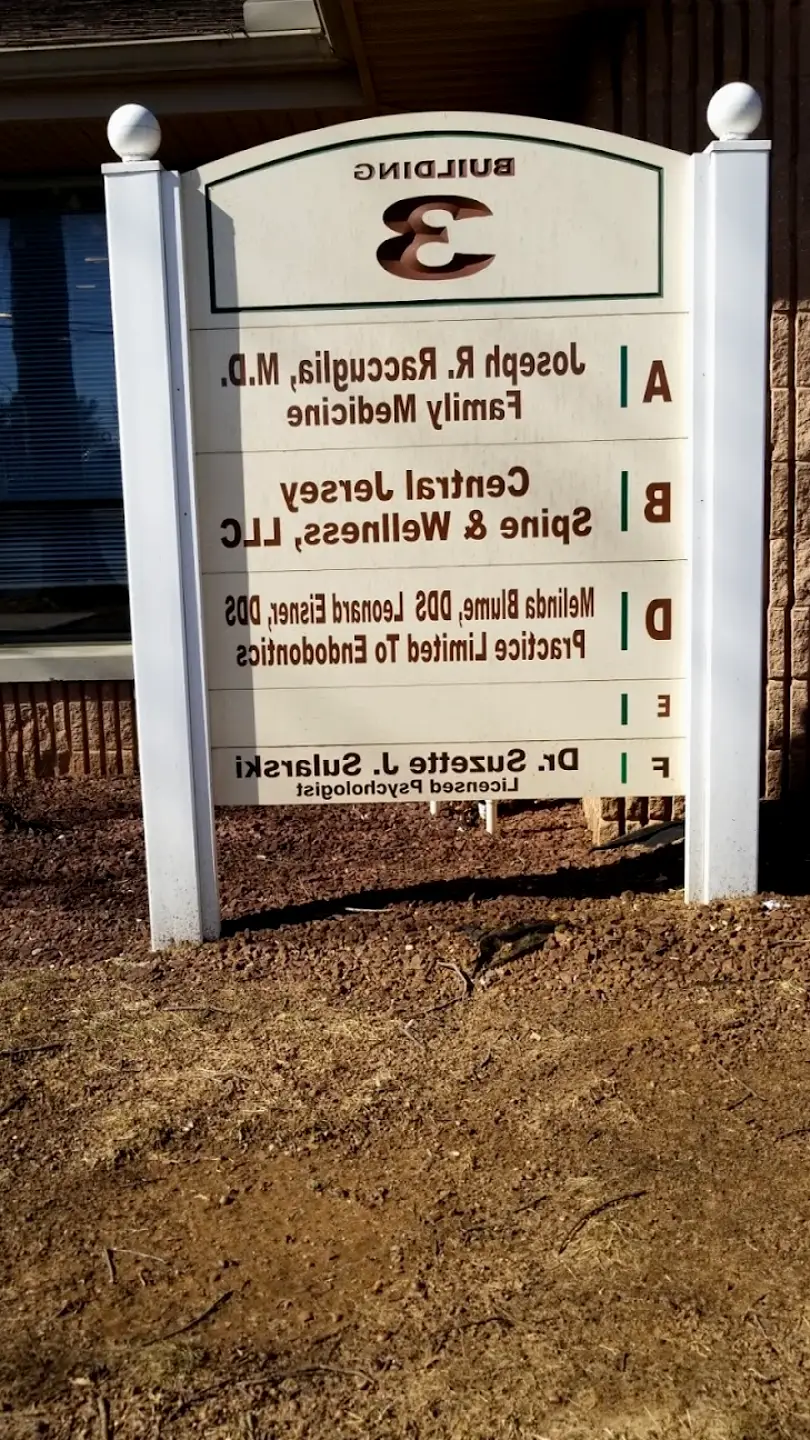 BUILDING
3
A Joseph R. Raccuglia, M.D.
Family Medicine
B Central Jersey
Spine & Wellness, LLC
D Melinda Blume, DDS Leonard Eisner, DDS
Practice Limited To Endodontics
E
F Dr. Suzette J. Sularski
Licensed Psychologist